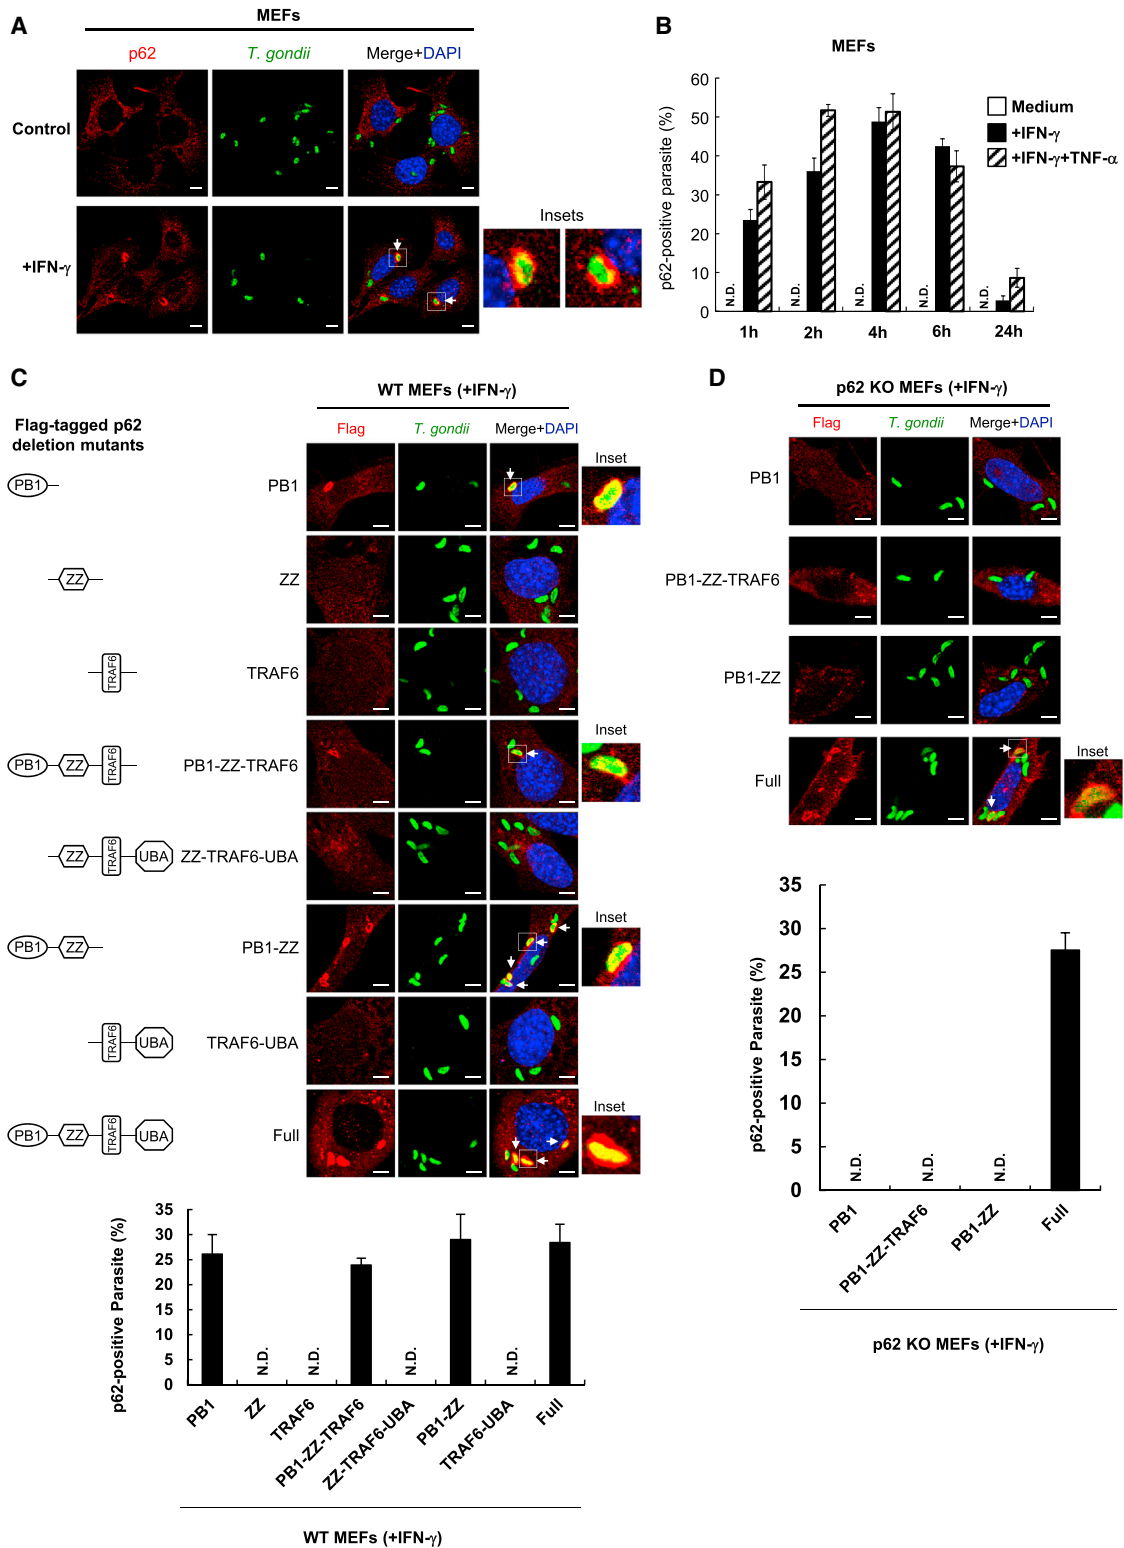 A
MEFs
p62
T. gondii
Merge+DAPI
Control
+IFN-γ
Insets
B
MEFs
p62-positive parasite (%)
60
50
40
30
20
10
0
N.D.
N.D.
N.D.
N.D.
N.D.
1h
2h
4h
6h
24h
Medium
+IFN-γ
+IFN-γ+TNF-α
C
WT MEFs (+IFN-γ)
Flag-tagged p62
deletion mutants
Flag
T. gondii
Merge+DAPI
PB1
PB1
Inset
ZZ
ZZ
TRAF6
TRAF6
PB1
ZZ
TRAF6
PB1-ZZ-TRAF6
Inset
ZZ
TRAF6
UBA
ZZ-TRAF6-UBA
PB1
ZZ
PB1-ZZ
Inset
TRAF6
UBA
TRAF6-UBA
PB1
ZZ
TRAF6
UBA
Full
Inset
p62-positive Parasite (%)
35
30
25
20
15
10
5
0
N.D.
N.D.
N.D.
N.D.
PB1
ZZ
TRAF6
PB1-ZZ-TRAF6
ZZ-TRAF6-UBA
PB1-ZZ
TRAF6-UBA
Full
WT MEFs (+IFN-γ)
D
p62 KO MEFs (+IFN-γ)
Flag
T. gondii
Merge+DAPI
PB1
PB1-ZZ-TRAF6
PB1-ZZ
Full
Inset
p62-positive Parasite (%)
35
30
25
20
15
10
5
0
N.D.
N.D.
N.D.
PB1
PB1-ZZ-TRAF6
PB1-ZZ
Full
p62 KO MEFs (+IFN-γ)